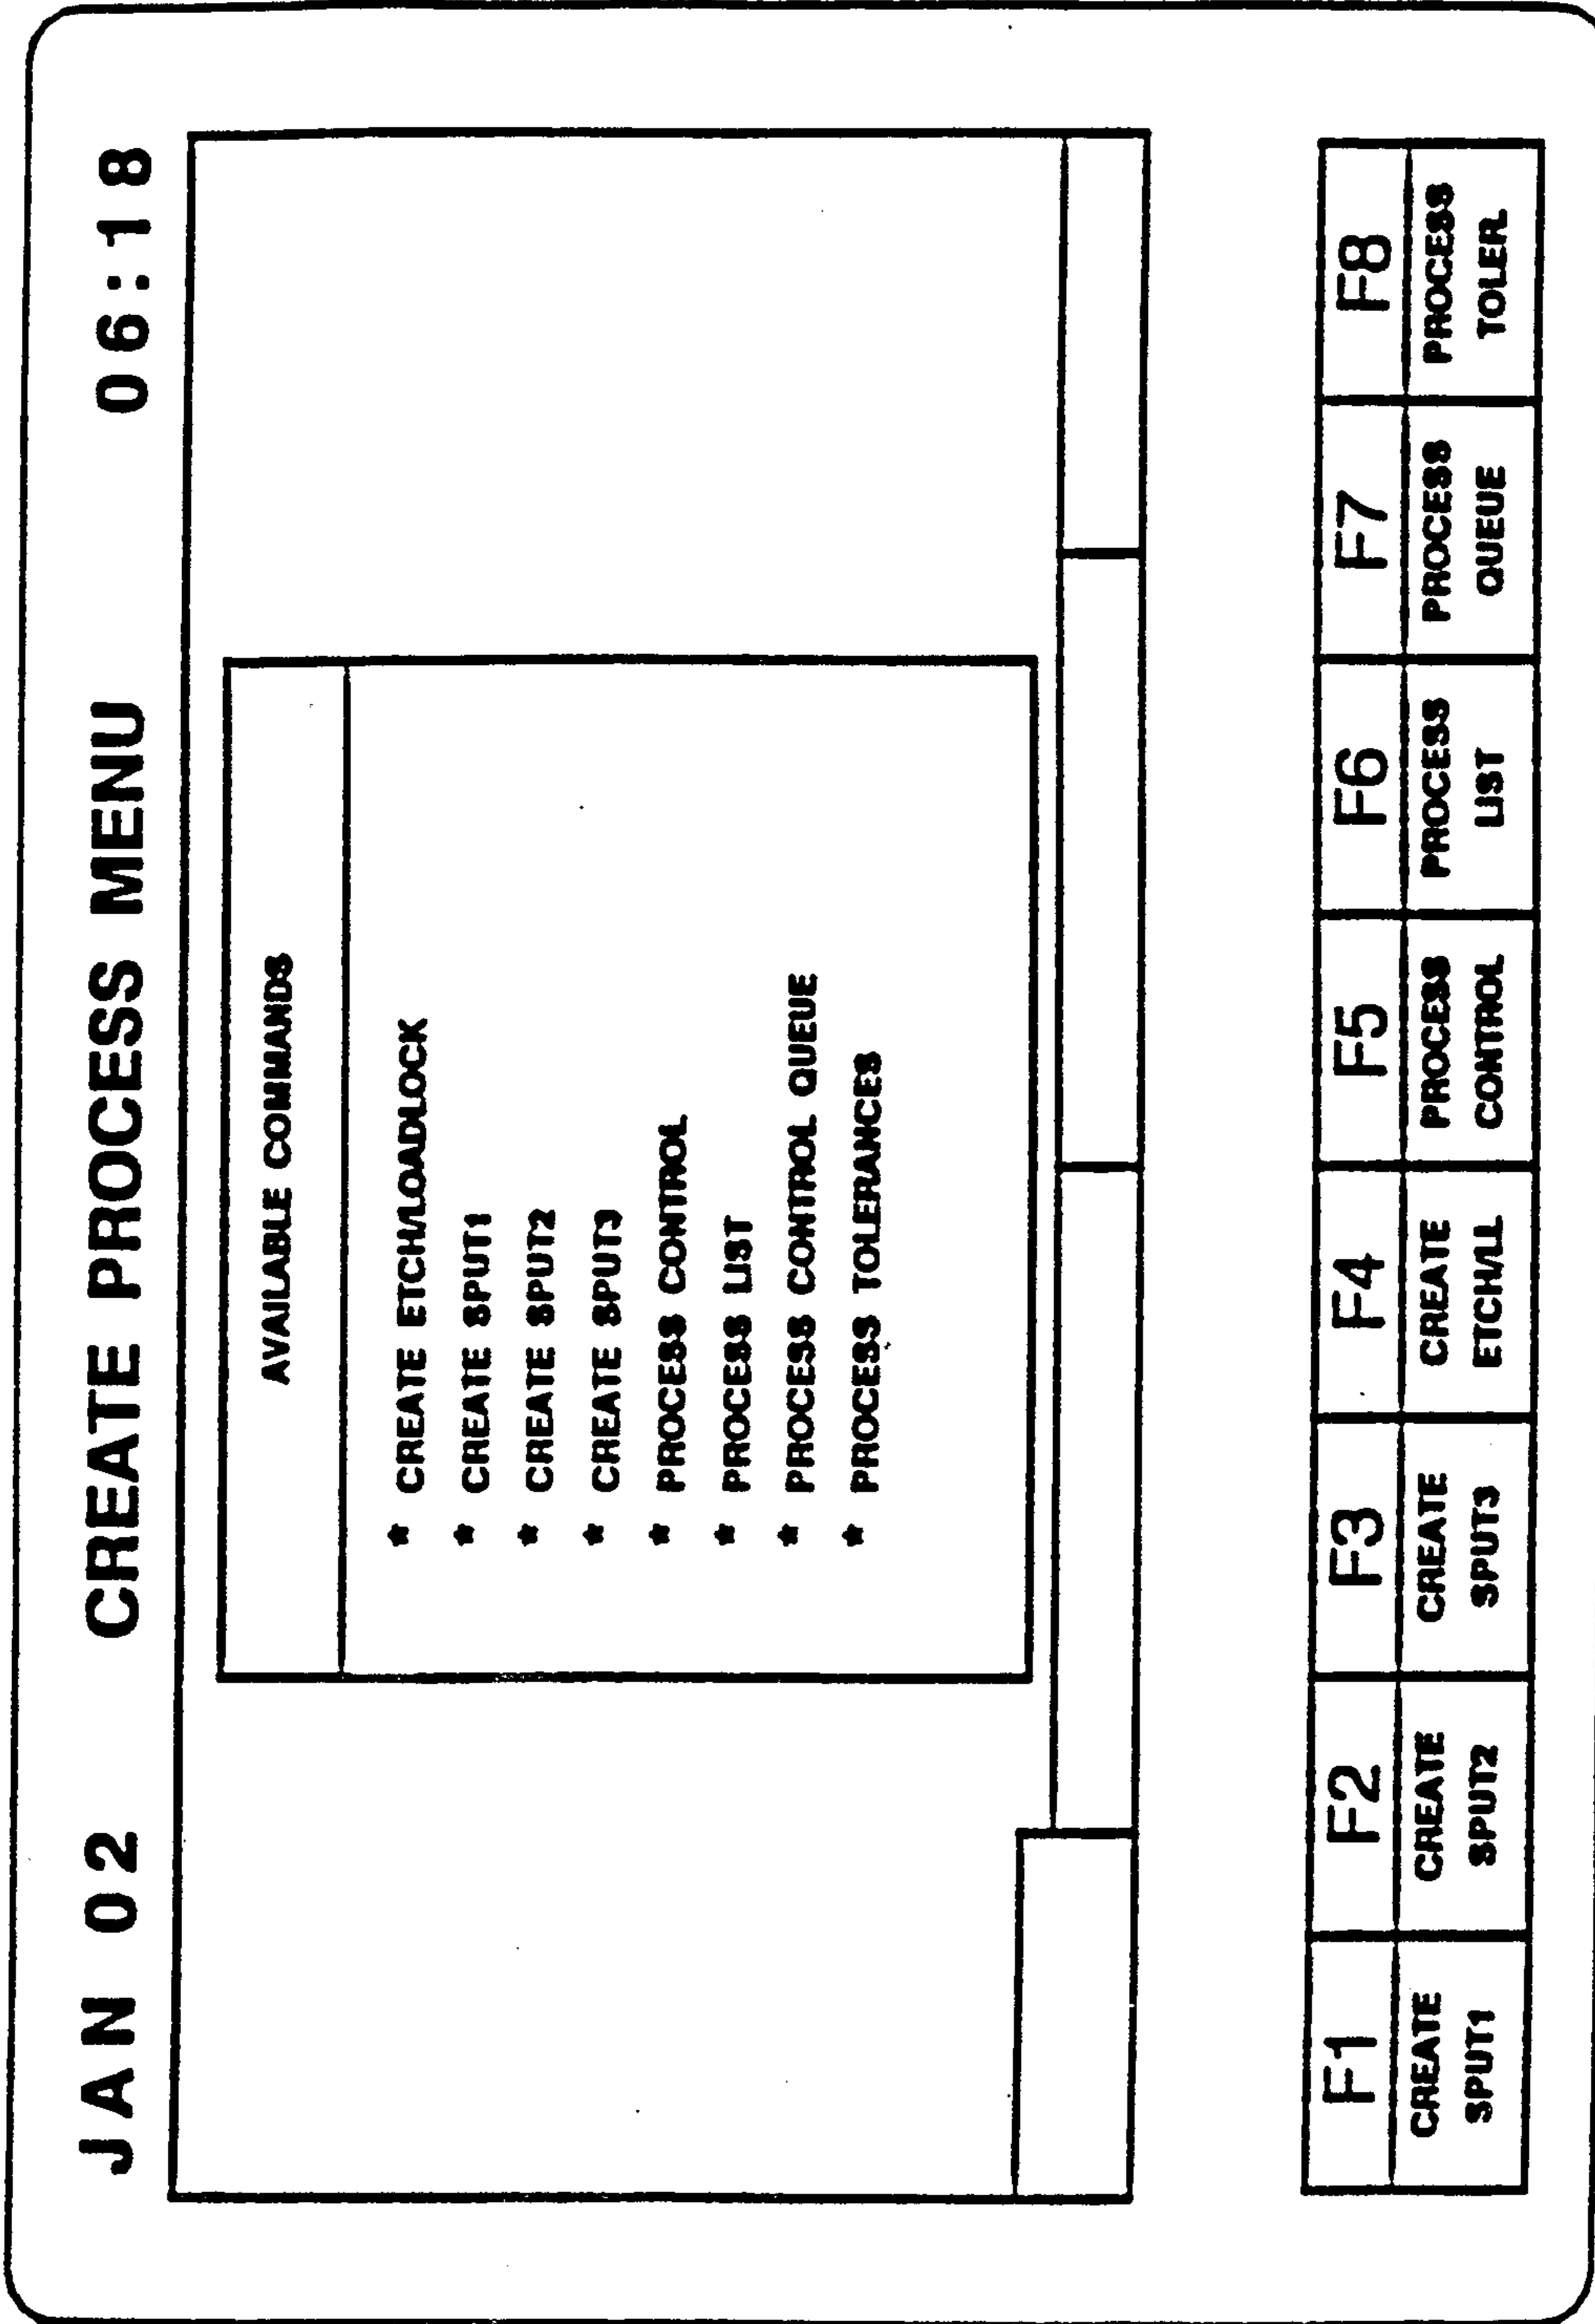 JAN 02 CREATE PROCESS MENU 06:18
AVAILABLE COMMANDS
* CREATE ETCH/LOADLOCK
* CREATE SPUT1
* CREATE SPUT2
* CREATE SPUT3
* PROCESS CONTROL
* PROCESS LIST
* PROCESS CONTROL QUEUE
* PROCESS TOLERANCES
F1 F2 F3 F4 F5 F6 F7 F8
CREATE CREATE CREATE CREATE PROCESS PROCESS PROCESS PROCESS
SPUT1 SPUT2 SPUT3 ETCH/LL CONTROL LIST QUEUE TOLER.